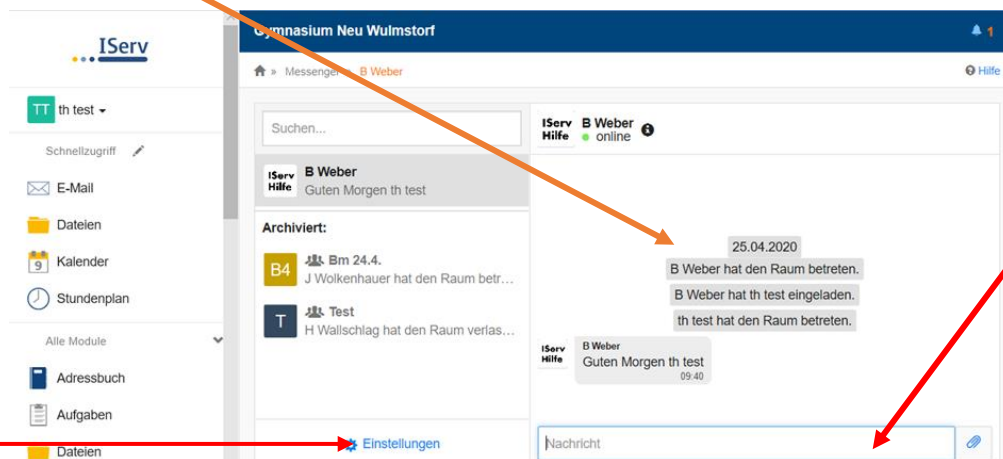 IServ
TT th test
Schnellzugriff
E-Mail
Dateien
9 Kalender
Stundenplan
Alle Module
Adressbuch
Aufgaben
Dateien
Gymnasium Neu Wulmstorf
1
» Messenger » B Weber
Hilfe
Suchen...
IServ Hilfe
B Weber
Guten Morgen th test
Archiviert:
B4
Bm 24.4.
J Wolkenhauer hat den Raum betr...
T
Test
H Wallschlag hat den Raum verlas...
Einstellungen
IServ Hilfe
B Weber
online
25.04.2020
B Weber hat den Raum betreten.
B Weber hat th test eingeladen.
th test hat den Raum betreten.
IServ Hilfe
B Weber
Guten Morgen th test
09:40
Nachricht